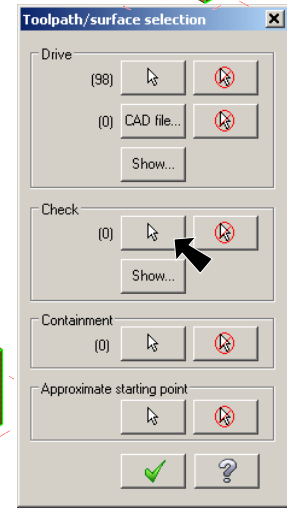 Toolpath/surface selection
Drive
(98)
(0) CAD file...
Show...
Check
(0)
Show...
Containment
(0)
Approximate starting point